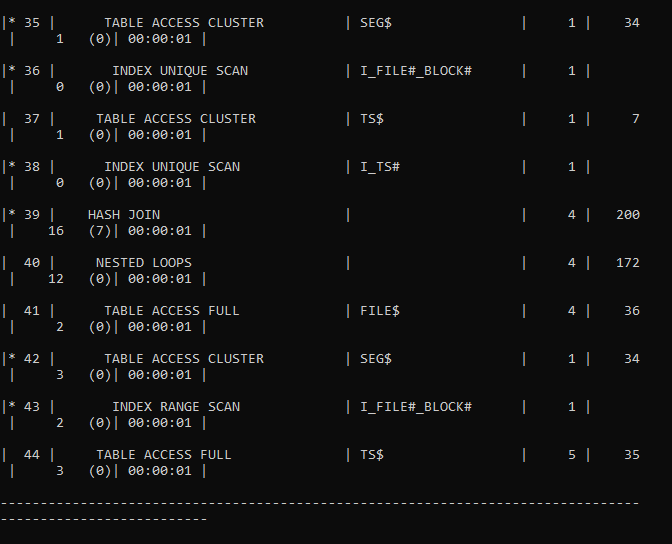 |* 35 |      TABLE ACCESS CLUSTER          | SEG$                |     1 |    34
 |     1   (0)| 00:00:01 |
|* 36 |       INDEX UNIQUE SCAN            | I_FILE#_BLOCK#      |     1 |
 |     0   (0)| 00:00:01 |
|  37 |     TABLE ACCESS CLUSTER           | TS$                 |     1 |     7
 |     1   (0)| 00:00:01 |
|* 38 |      INDEX UNIQUE SCAN             | I_TS#               |     1 |
 |     0   (0)| 00:00:01 |
|* 39 |    HASH JOIN                       |                     |     4 |   200
 |    16   (7)| 00:00:01 |
|  40 |     NESTED LOOPS                   |                     |     4 |   172
 |    12   (0)| 00:00:01 |
|  41 |      TABLE ACCESS FULL             | FILE$               |     4 |    36
 |     2   (0)| 00:00:01 |
|* 42 |      TABLE ACCESS CLUSTER          | SEG$                |     1 |    34
 |     3   (0)| 00:00:01 |
|* 43 |       INDEX RANGE SCAN             | I_FILE#_BLOCK#      |     1 |
 |     2   (0)| 00:00:01 |
|  44 |     TABLE ACCESS FULL              | TS$                 |     5 |    35
 |     3   (0)| 00:00:01 |
--------------------------------------------------------------------------------
--------------------------